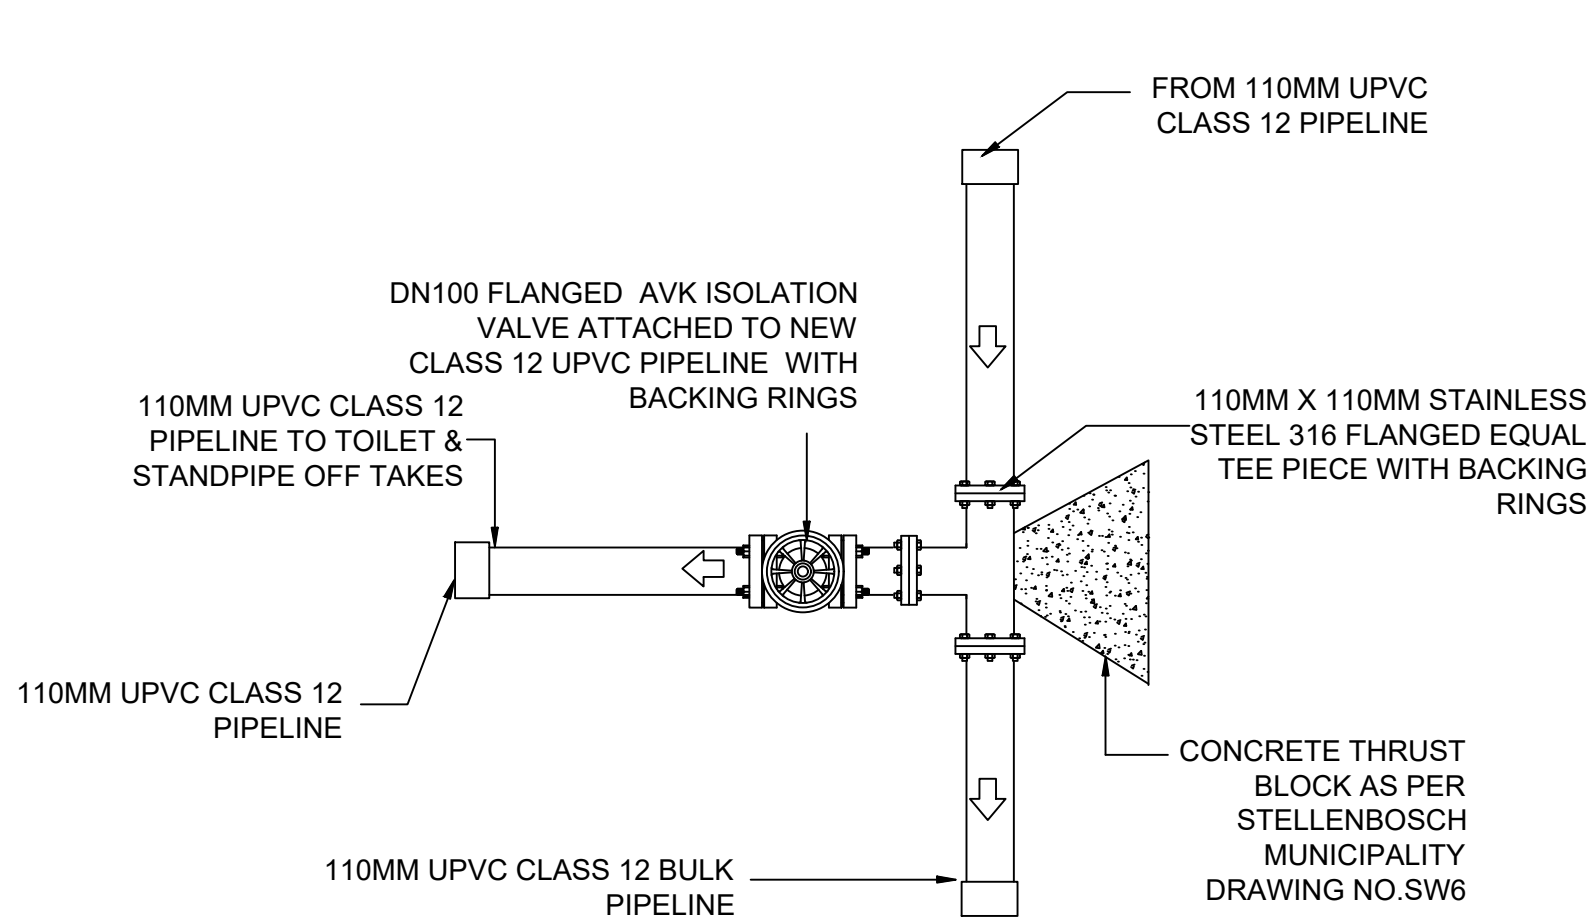 FROM 110MM UPVC
CLASS 12 PIPELINE
DN100 FLANGED  AVK ISOLATION
VALVE ATTACHED TO NEW
CLASS 12 UPVC PIPELINE  WITH
BACKING RINGS
110MM UPVC CLASS 12
PIPELINE TO TOILET &
STANDPIPE OFF TAKES
110MM X 110MM STAINLESS
STEEL 316 FLANGED EQUAL
TEE PIECE WITH BACKING
RINGS
110MM UPVC CLASS 12
PIPELINE
CONCRETE THRUST
BLOCK AS PER
STELLENBOSCH
MUNICIPALITY
DRAWING NO.SW6
110MM UPVC CLASS 12 BULK
PIPELINE